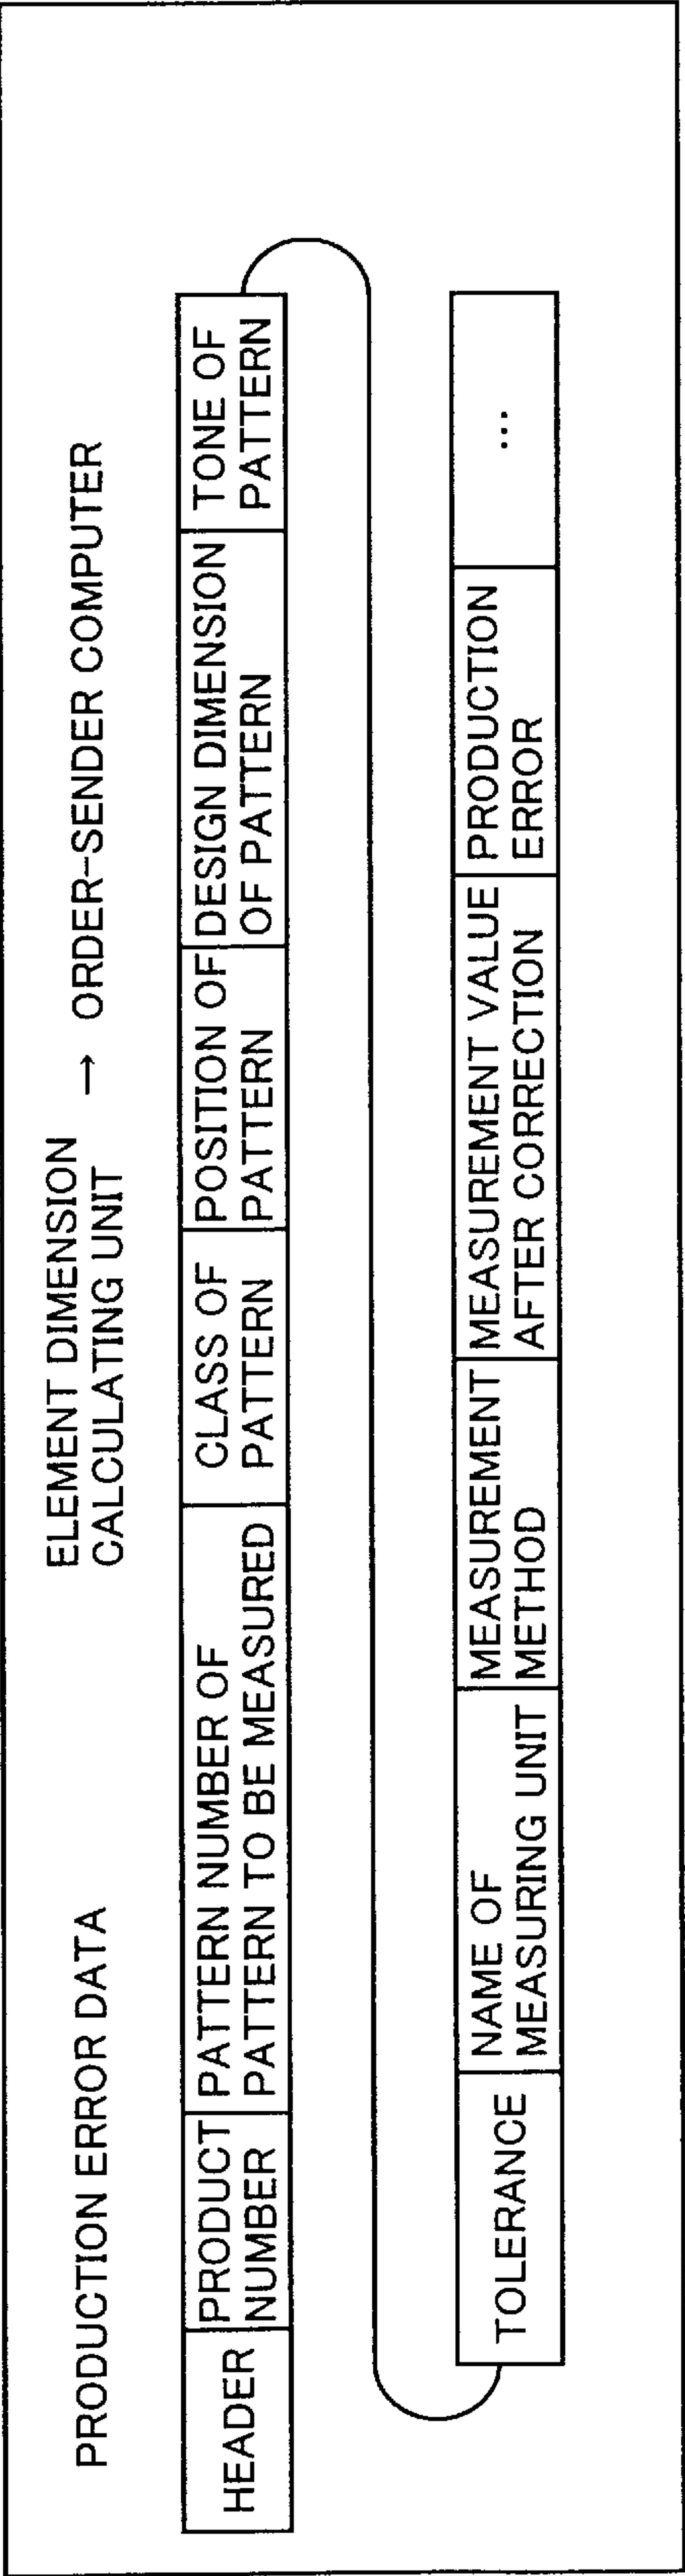 PRODUCTION ERROR DATA
ELEMENT DIMENSION
CALCULATING UNIT
→ ORDER-SENDER COMPUTER
HEADER
PRODUCT
NUMBER
PATTERN NUMBER OF
PATTERN TO BE MEASURED
CLASS OF
PATTERN
POSITION OF
PATTERN
DESIGN DIMENSION
OF PATTERN
TONE OF
PATTERN
TOLERANCE
NAME OF
MEASURING UNIT
MEASUREMENT
METHOD
MEASUREMENT VALUE
AFTER CORRECTION
PRODUCTION
ERROR
...